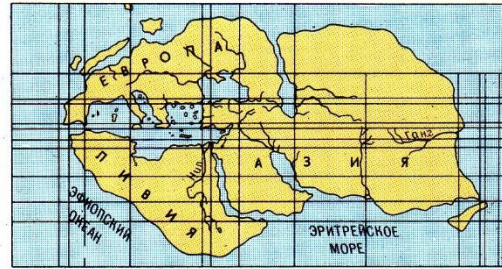 ЕВРОПА
Ганг
АЗИЯ
ЛИВИЯ
Нил
ЭФИОПСКИЙ
ОКЕАН
ЭРИТРЕЙСКОЕ
МОРЕ